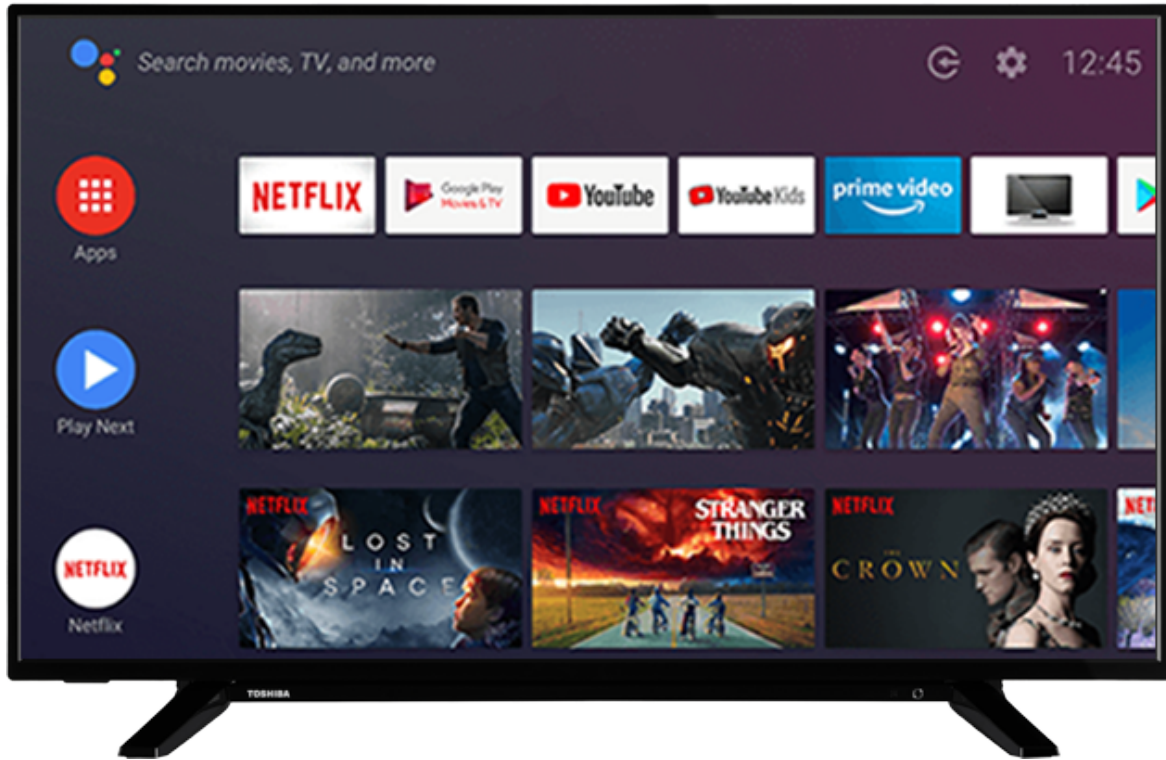 Search movies, TV, and more
12:45
Apps
NETFLIX
Google Play
Movies & TV
YouTube
YouTube Kids
prime video
Play Next
NETFLIX
Netflix
NETFLIX
LOST
IN
SPACE
NETFLIX
STRANGER
THINGS
NETFLIX
THE
CROWN
NET
TOSHIBA